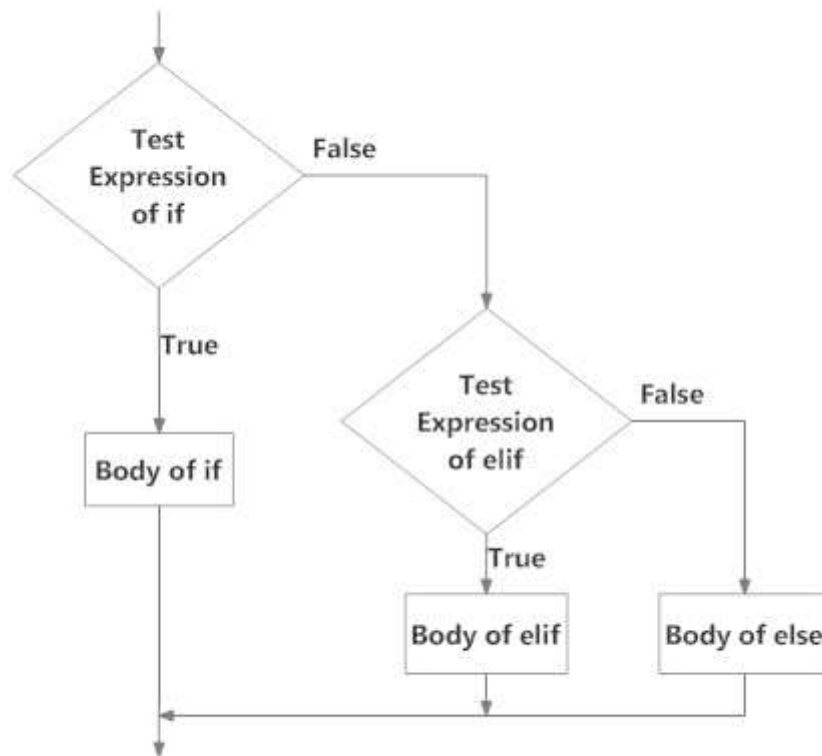 Test
Expression
of if
False
True
Body of if
Test
Expression
of elif
False
True
Body of elif
Body of else